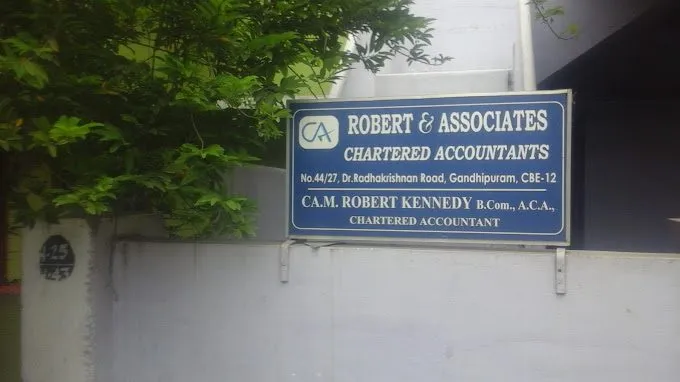 CA ROBERT & ASSOCIATES
CHARTERED ACCOUNTANTS
No.44/27, Dr.Radhakrishnan Road, Gandhipuram, CBE-12
CA.M. ROBERT KENNEDY B.Com., A.C.A.,
CHARTERED ACCOUNTANT